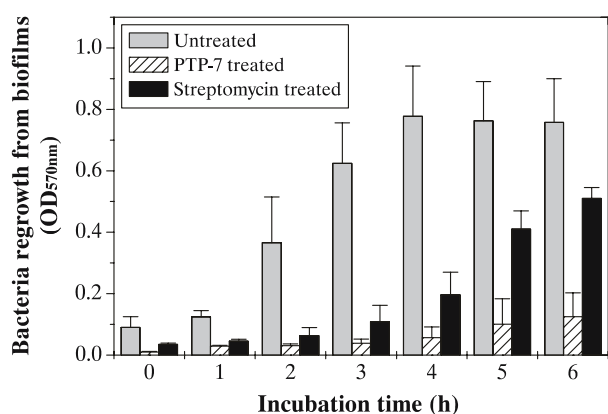 Bacteria regrowth from biofilms
(OD570nm)
1.0
0.8
0.6
0.4
0.2
0.0
Untreated
PTP-7 treated
Streptomycin treated
0 1 2 3 4 5 6
Incubation time (h)